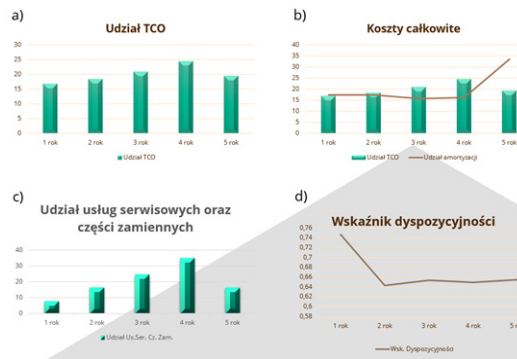 a)
Udział TCO
30
25
20
15
10
5
0
1 rok 2 rok 3 rok 4 rok 5 rok
Udział TCO
b)
Koszty całkowite
40
35
30
25
20
15
10
5
0
1 rok 2 rok 3 rok 4 rok 5 rok
Udział TCO Udział amortyzacji
c)
Udział usług serwisowych oraz
części zamiennych
40
30
20
10
0
1 rok 2 rok 3 rok 4 rok 5 rok
Udział Us.Ser. Cz. Zam.
d)
Wskaźnik dyspozycyjności
0,76
0,74
0,72
0,7
0,68
0,66
0,64
0,62
0,6
0,58
1 rok 2 rok 3 rok 4 rok 5 ro
Wsk. Dyspozycyjności